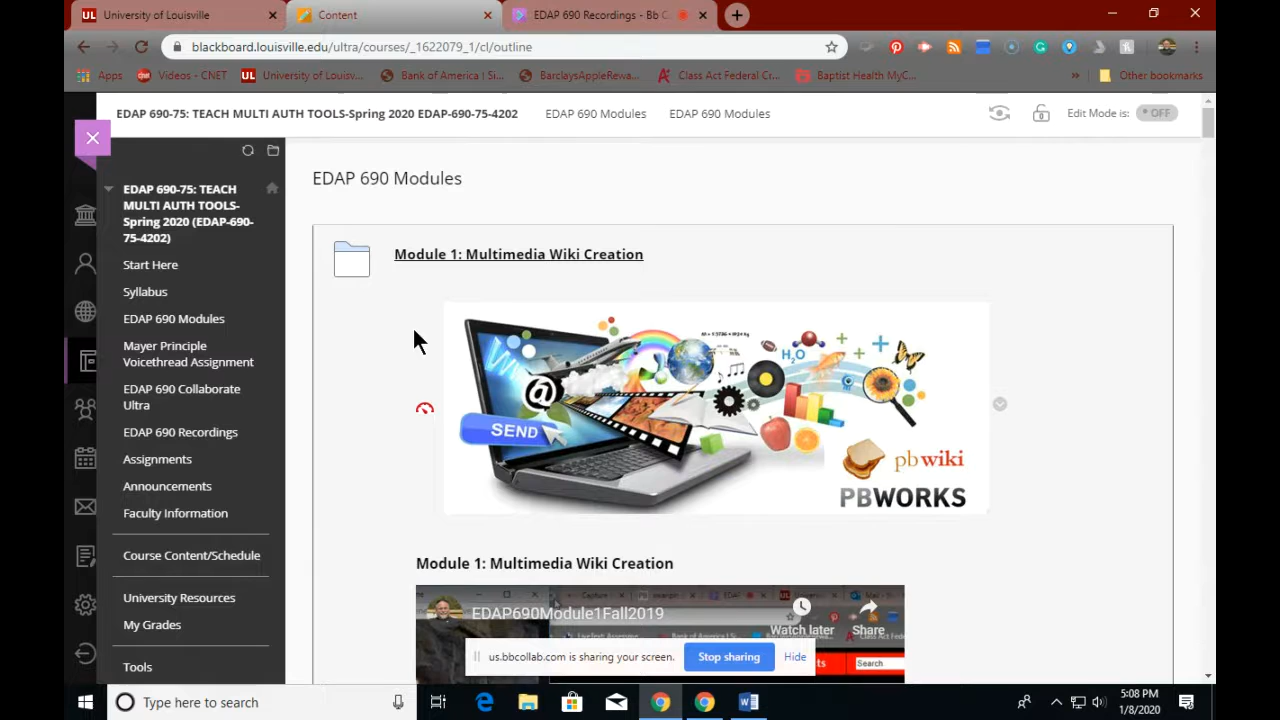 University of Louisville
Content
EDAP 690 Recordings - Bb C
blackboard.louisville.edu/ultra/courses/_1622079_1/cl/outline
Apps
Videos - CNET
University of Louisv...
Bank of America | Si...
BarclaysAppleRewa...
Class Act Federal Cr...
Baptist Health MyC...
Other bookmarks
EDAP 690-75: TEACH MULTI AUTH TOOLS-Spring 2020 EDAP-690-75-4202
EDAP 690 Modules
EDAP 690 Modules
Edit Mode is:
OFF
EDAP 690-75: TEACH
MULTI AUTH TOOLS-
Spring 2020 (EDAP-690-
75-4202)
Start Here
Syllabus
EDAP 690 Modules
Mayer Principle
Voicethread Assignment
EDAP 690 Collaborate
Ultra
EDAP 690 Recordings
Assignments
Announcements
Faculty Information
Course Content/Schedule
University Resources
My Grades
Tools
EDAP 690 Modules
Module 1: Multimedia Wiki Creation
H₂O
@
SEND
pbwiki
PBWORKS
Module 1: Multimedia Wiki Creation
EDAP690Module1Fall2019
Watch later
Share
Search
us.bbcollab.com is sharing your screen.
Stop sharing
Hide
Type here to search
5:08 PM
1/8/2020